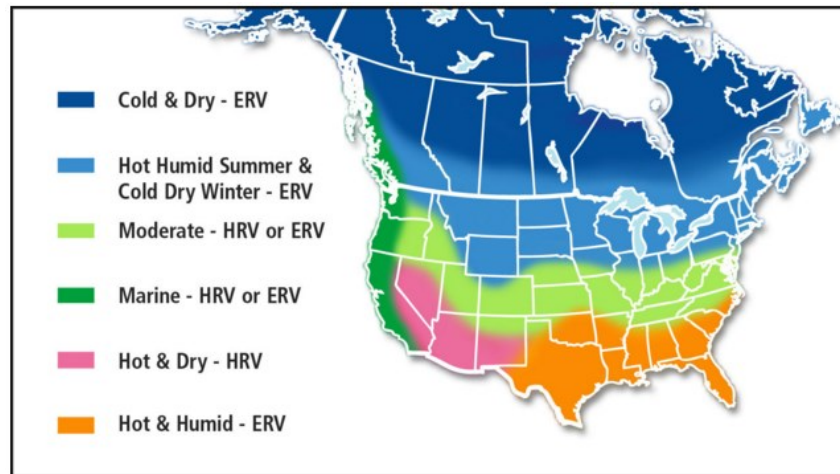 Cold & Dry - ERV
Hot Humid Summer &
Cold Dry Winter - ERV
Moderate - HRV or ERV
Marine - HRV or ERV
Hot & Dry - HRV
Hot & Humid - ERV